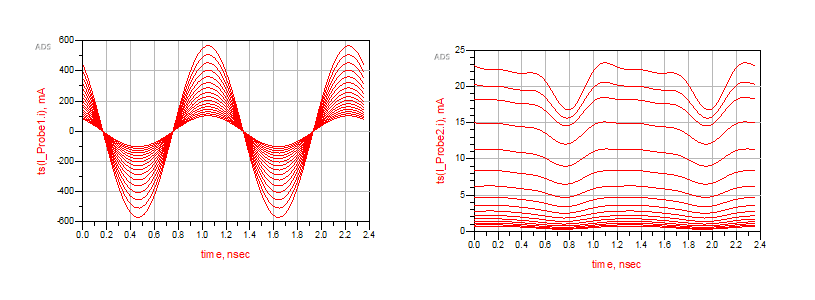 ADS
600
400
200
0
-200
-400
-600
ts(I_Probe1.i), mA
0.0 0.2 0.4 0.6 0.8 1.0 1.2 1.4 1.6 1.8 2.0 2.2 2.4
time, nsec
ADS
25
20
15
10
5
0
ts(I_Probe2.i), mA
0.0 0.2 0.4 0.6 0.8 1.0 1.2 1.4 1.6 1.8 2.0 2.2 2.4
time, nsec